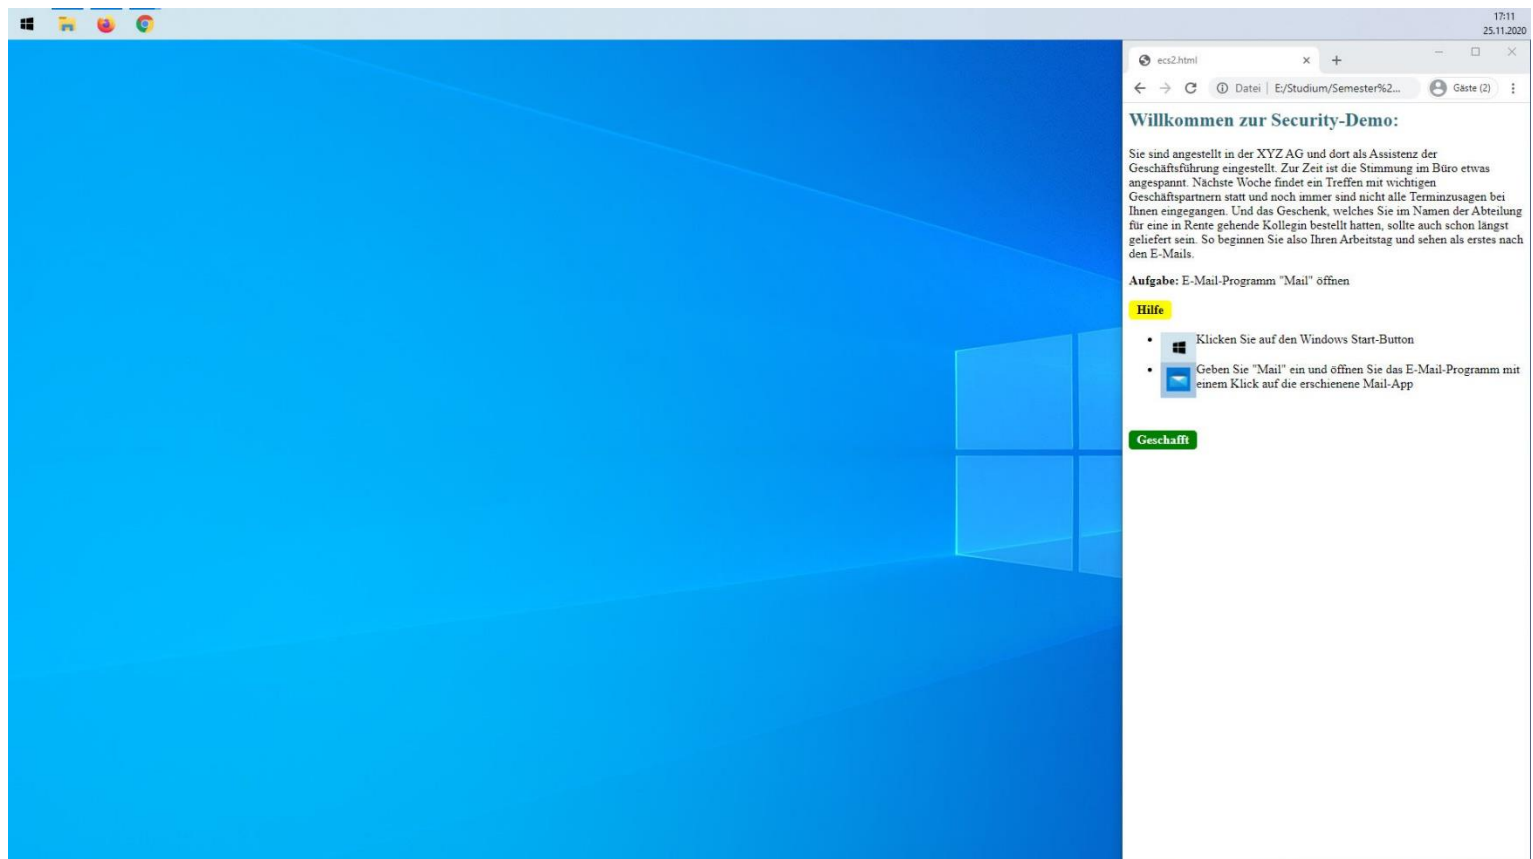 17:11
25.11.2020
ecs2.html
Datei | E:/Studium/Semester%2... Gäste (2)
Willkommen zur Security-Demo:
Sie sind angestellt in der XYZ AG und dort als Assistenz der
Geschäftsführung eingestellt. Zur Zeit ist die Stimmung im Büro etwas
angespannt. Nächste Woche findet ein Treffen mit wichtigen
Geschäftspartnern statt und noch immer sind nicht alle Terminzusagen bei
Ihnen eingegangen. Und das Geschenk, welches Sie im Namen der Abteilung
für eine in Rente gehende Kollegin bestellt hatten, sollte auch schon längst
geliefert sein. So beginnen Sie also Ihren Arbeitstag und sehen als erstes nach
den E-Mails.
Aufgabe: E-Mail-Programm "Mail" öffnen
Hilfe
Klicken Sie auf den Windows Start-Button
Geben Sie "Mail" ein und öffnen Sie das E-Mail-Programm mit
einem Klick auf die erschienene Mail-App
Geschafft